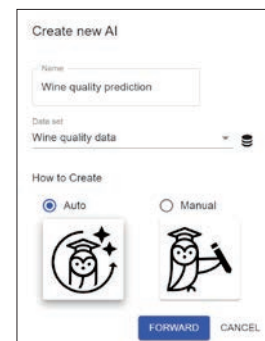 Create new AI
Name
Wine quality prediction
Data set
Wine quality data
How to Create
Auto Manual
FORWARD CANCEL